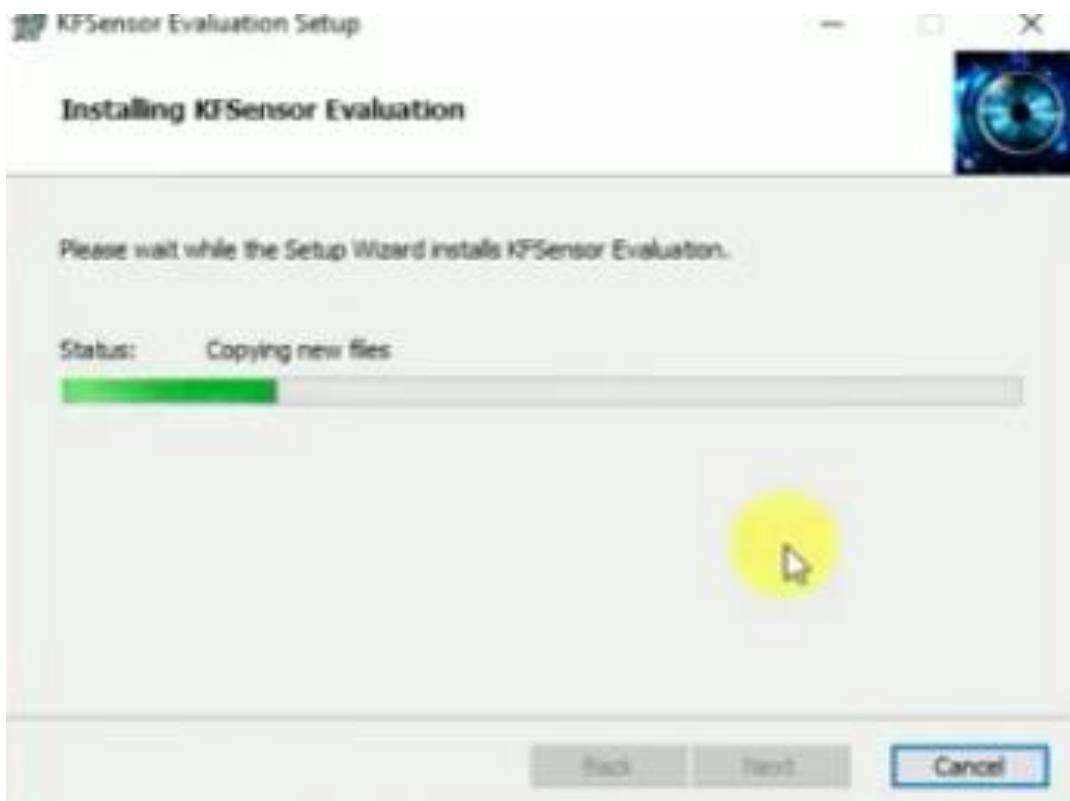 KFSensor Evaluation Setup
Installing KFSensor Evaluation
Please wait while the Setup Wizard installs KFSensor Evaluation.
Status: Copying new files
Back Next Cancel